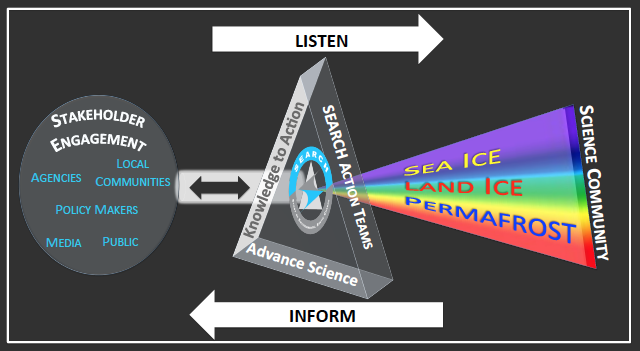 LISTEN
STAKEHOLDER
ENGAGEMENT
LOCAL
AGENCIES
COMMUNITIES
POLICY MAKERS
MEDIA
PUBLIC
Knowledge to Action
SEARCH
SEARCH ACTION TEAMS
Advance Science
SEA ICE
LAND ICE
PERMAFROST
SCIENCE COMMUNITY
INFORM